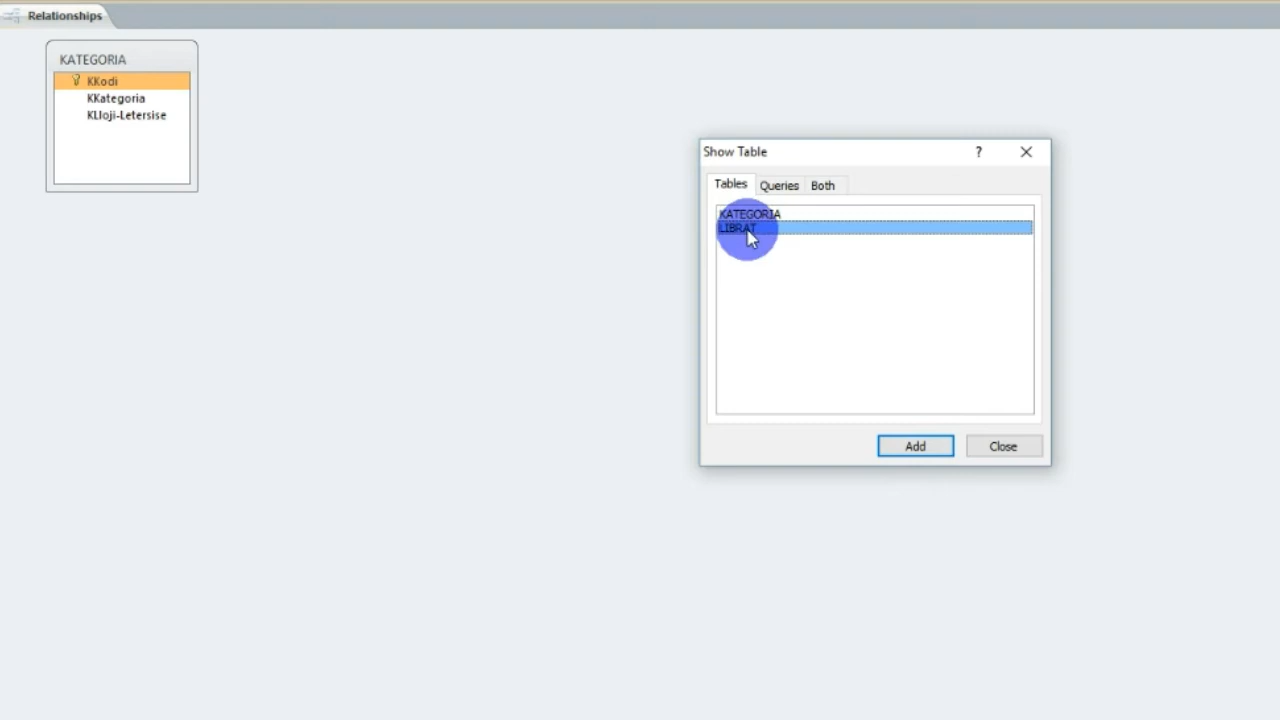 Relationships
KATEGORIA
KKodi
KKategoria
KLloji-Letersise
Show Table
?
Tables Queries Both
KATEGORIA
LIBRAT
Add Close